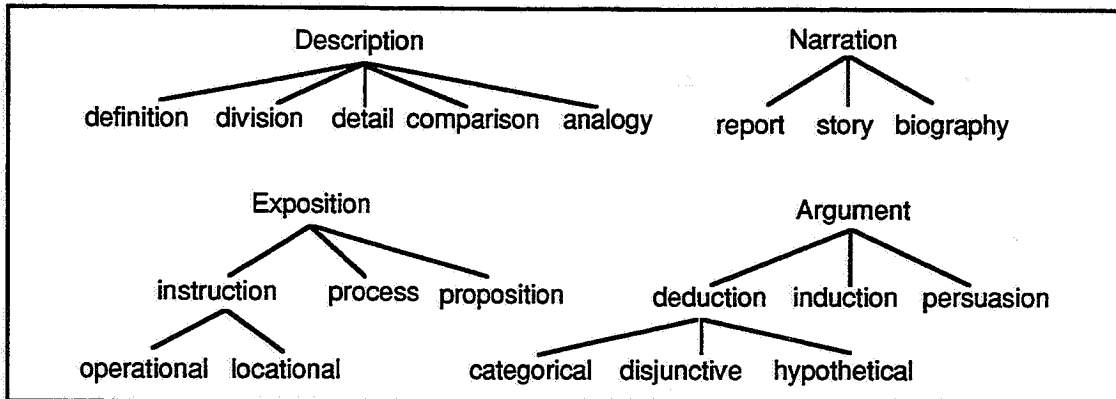 Description
definition division detail comparison analogy
Narration
report story biography
Exposition
instruction process proposition
operational locational
Argument
deduction induction persuasion
categorical disjunctive hypothetical